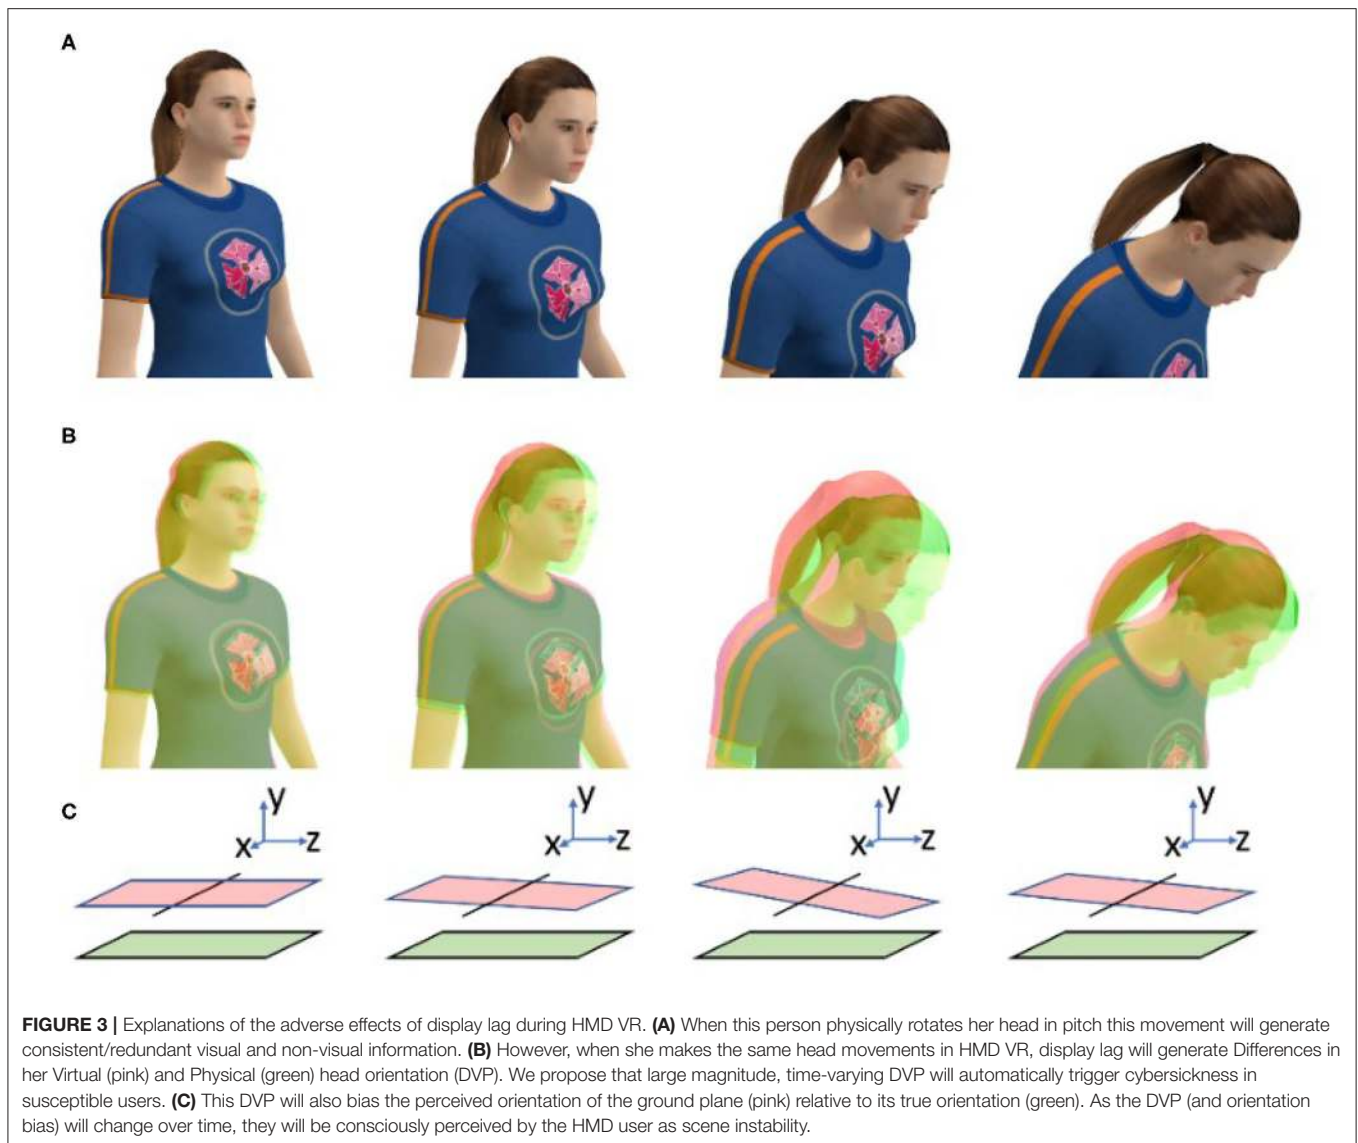 A
B
C
y
x
z
y
x
z
y
x
z
y
x
z
FIGURE 3 | Explanations of the adverse effects of display lag during HMD VR. (A) When this person physically rotates her head in pitch this movement will generate
consistent/redundant visual and non-visual information. (B) However, when she makes the same head movements in HMD VR, display lag will generate Differences in
her Virtual (pink) and Physical (green) head orientation (DVP). We propose that large magnitude, time-varying DVP will automatically trigger cybersickness in
susceptible users. (C) This DVP will also bias the perceived orientation of the ground plane (pink) relative to its true orientation (green). As the DVP (and orientation
bias) will change over time, they will be consciously perceived by the HMD user as scene instability.